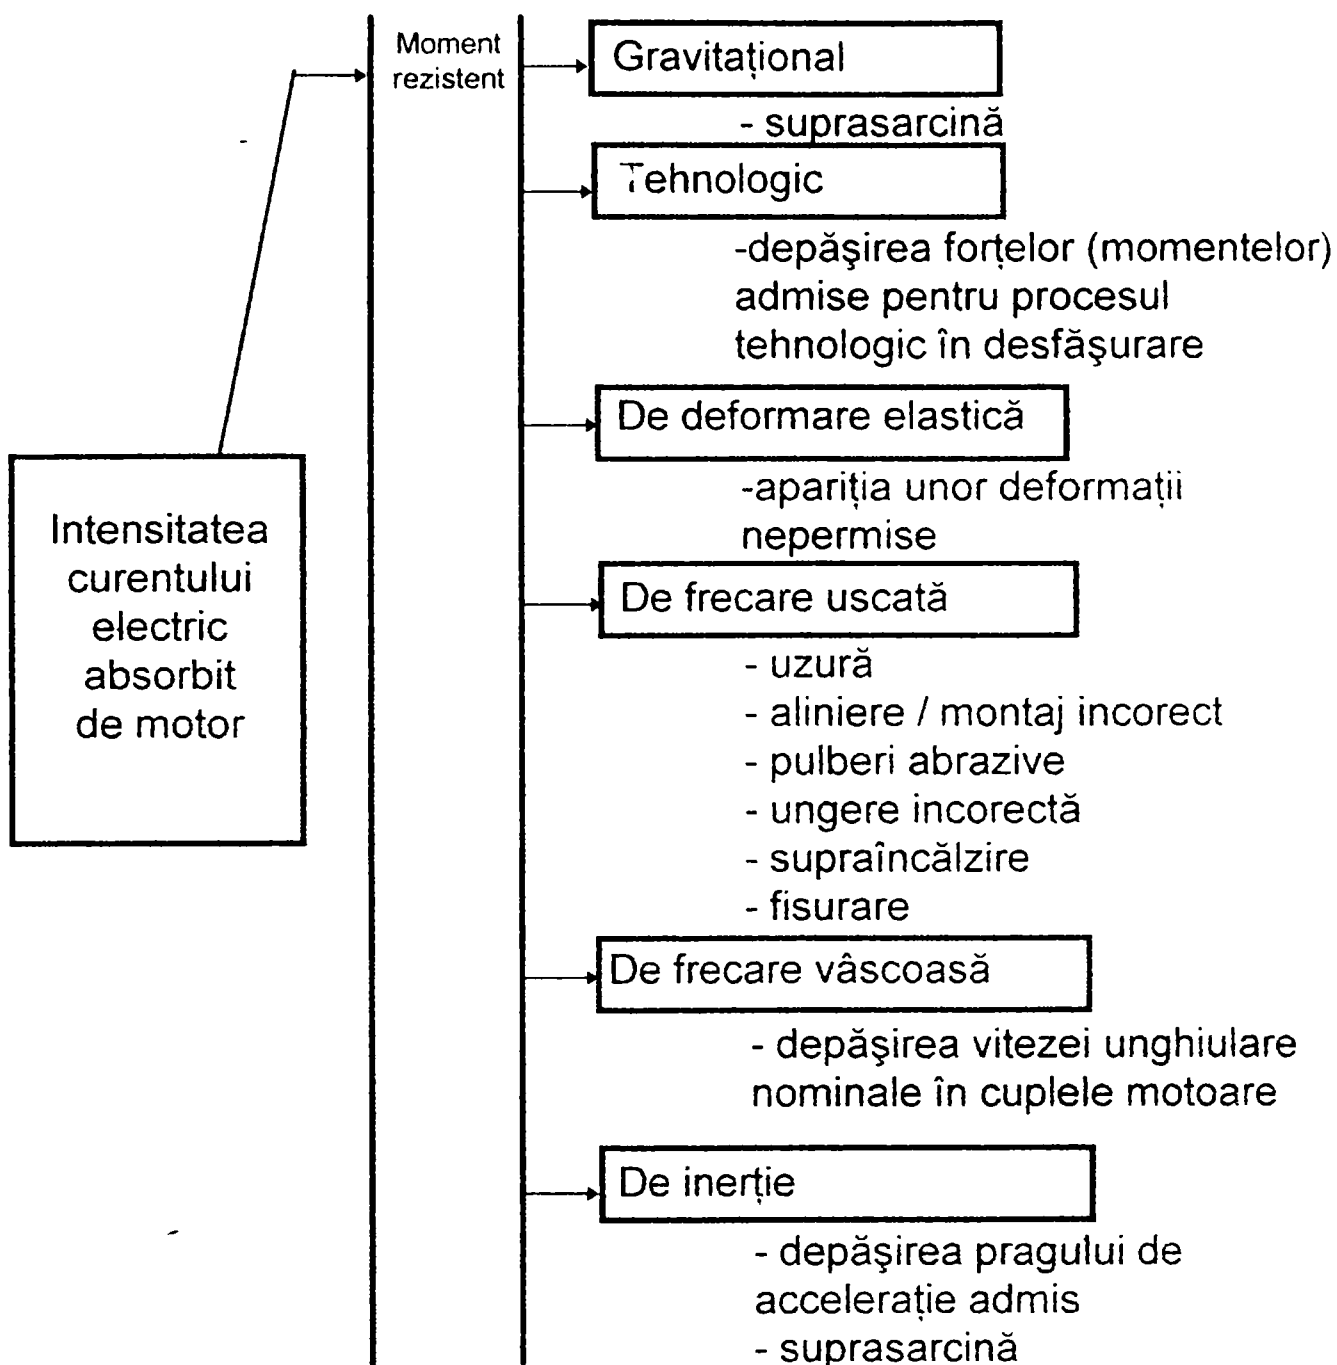 Moment
rezistent
Gravitațional
- suprasarcină
Tehnologic
-depăşirea forțelor (momentelor)
admise pentru procesul
tehnologic în desfăşurare
De deformare elastică
-apariția unor deformații
nepermise
Intensitatea
curentului
electric
absorbit
de motor
De frecare uscată
- uzură
- aliniere / montaj incorect
- pulberi abrazive
- ungere incorectă
- supraîncălzire
- fisurare
De frecare vâscoasă
- depăşirea vitezei unghiulare
nominale în cuplele motoare
De inerție
- depăşirea pragului de
accelerație admis
- suprasarcină